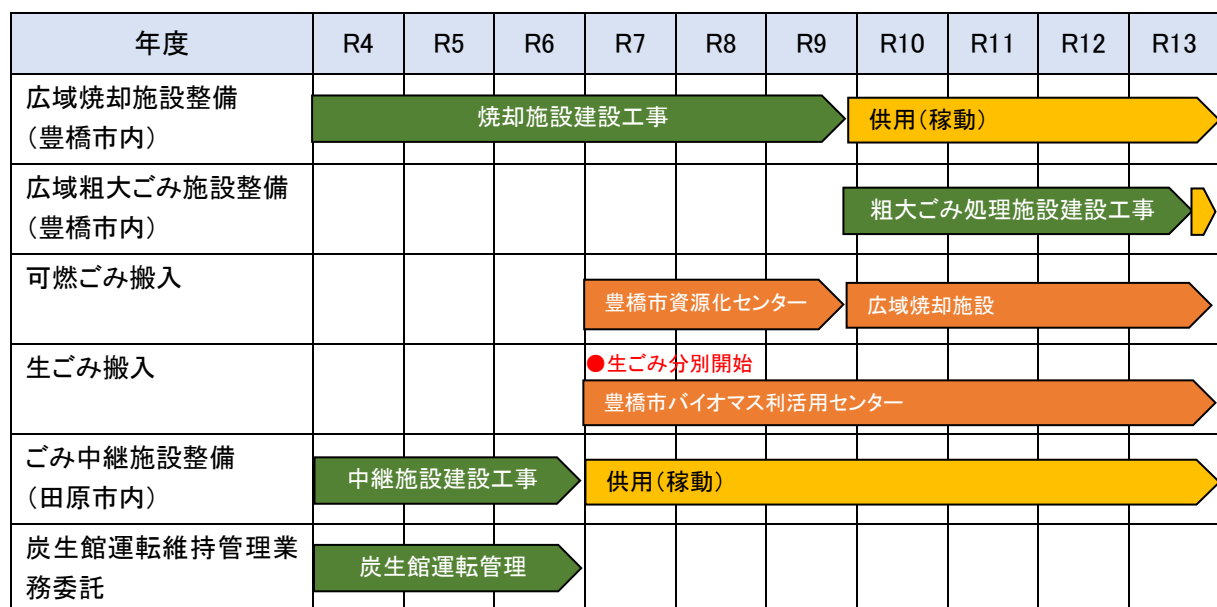 年度 R4 R5 R6 R7 R8 R9 R10 R11 R12 R13
広域焼却施設整備
(豊橋市内)
焼却施設建設工事 供用(稼動)
広域粗大ごみ施設整備
(豊橋市内)
粗大ごみ処理施設建設工事
可燃ごみ搬入
豊橋市資源化センター 広域焼却施設
生ごみ搬入
●生ごみ分別開始
豊橋市バイオマス利活用センター
ごみ中継施設整備
(田原市内)
中継施設建設工事 供用(稼動)
炭生館運転維持管理業
務委託
炭生館運転管理